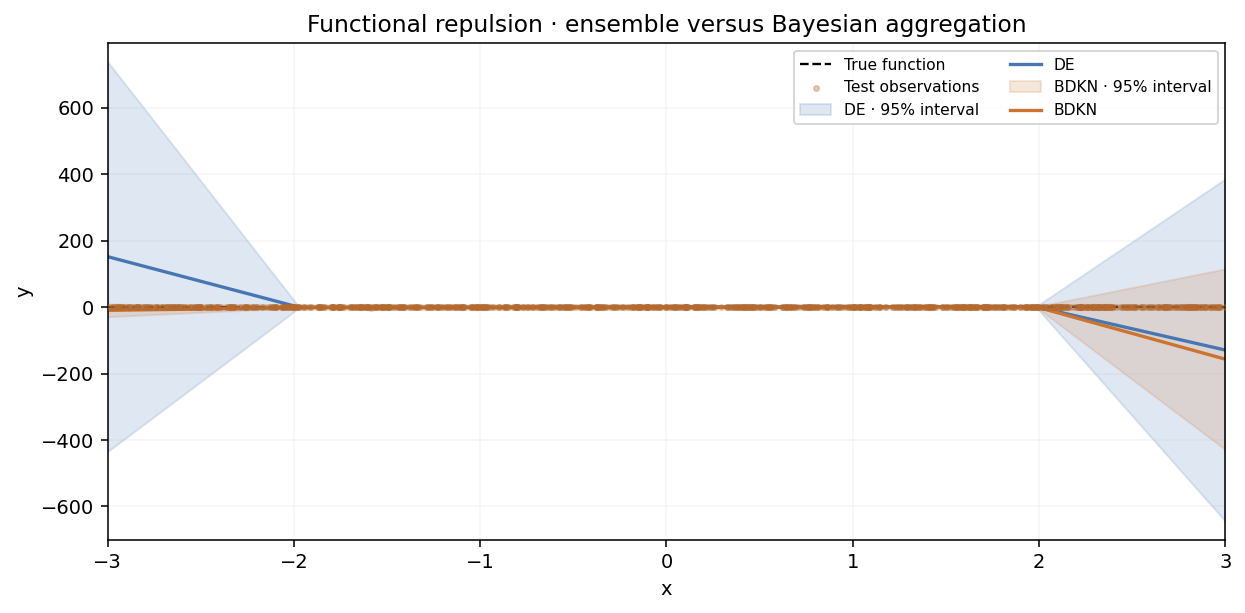 Functional repulsion · ensemble versus Bayesian aggregation
True function
Test observations
DE · 95% interval
DE
BDKN · 95% interval
BDKN
y
600
400
200
0
−200
−400
−600
−3
−2
−1
0
1
2
3
x